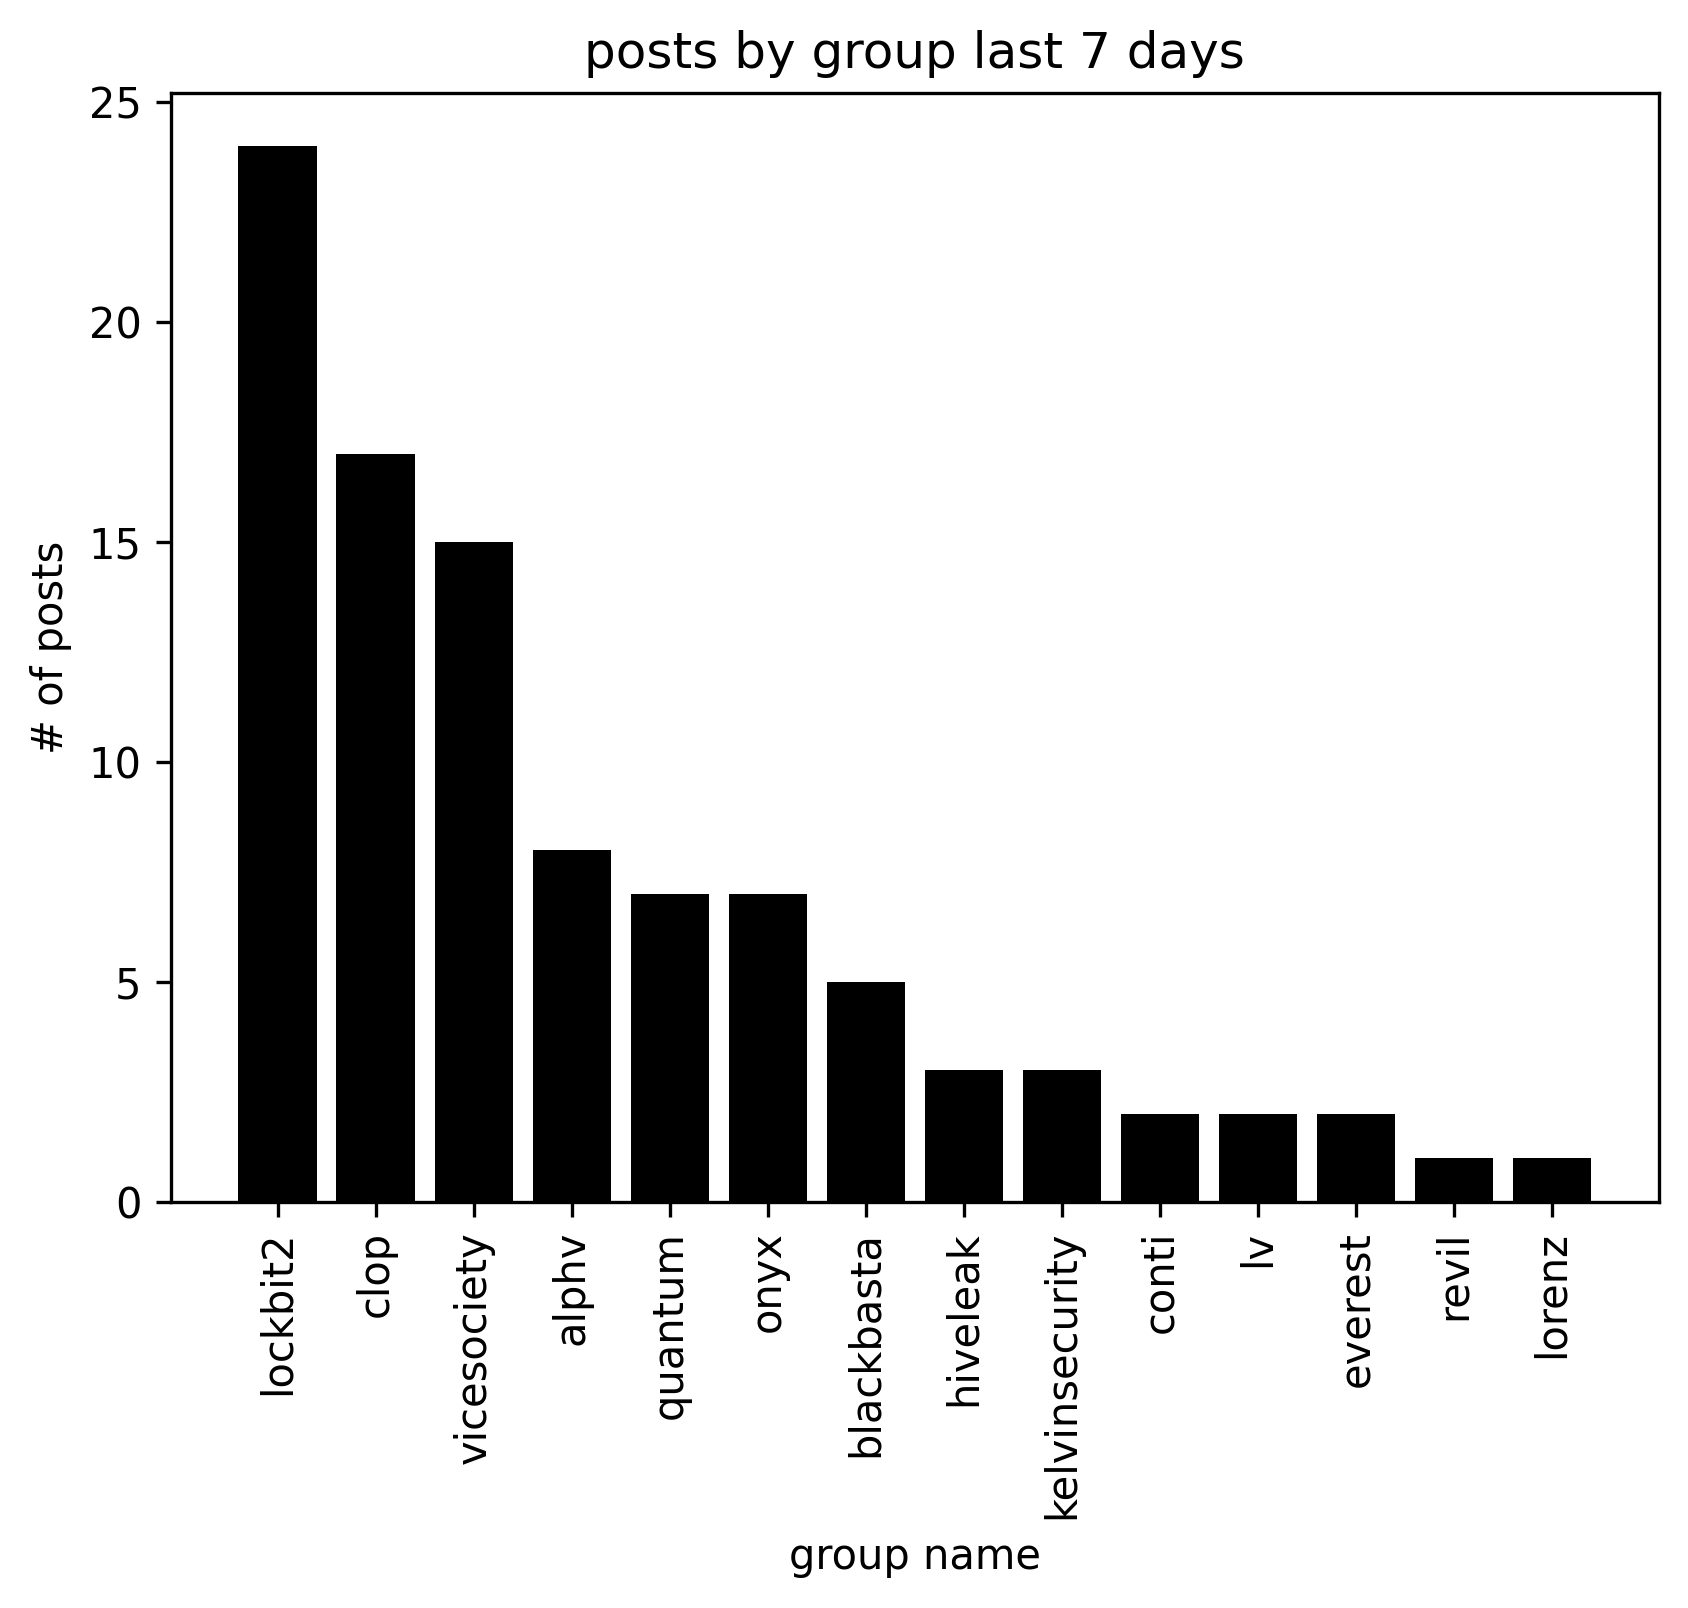 posts by group last 7 days
25
20
15
10
5
0
# of posts
lockbit2
clop
vicesociety
alphv
quantum
onyx
blackbasta
hiveleak
kelvinsecurity
conti
lv
everest
revil
lorenz
group name